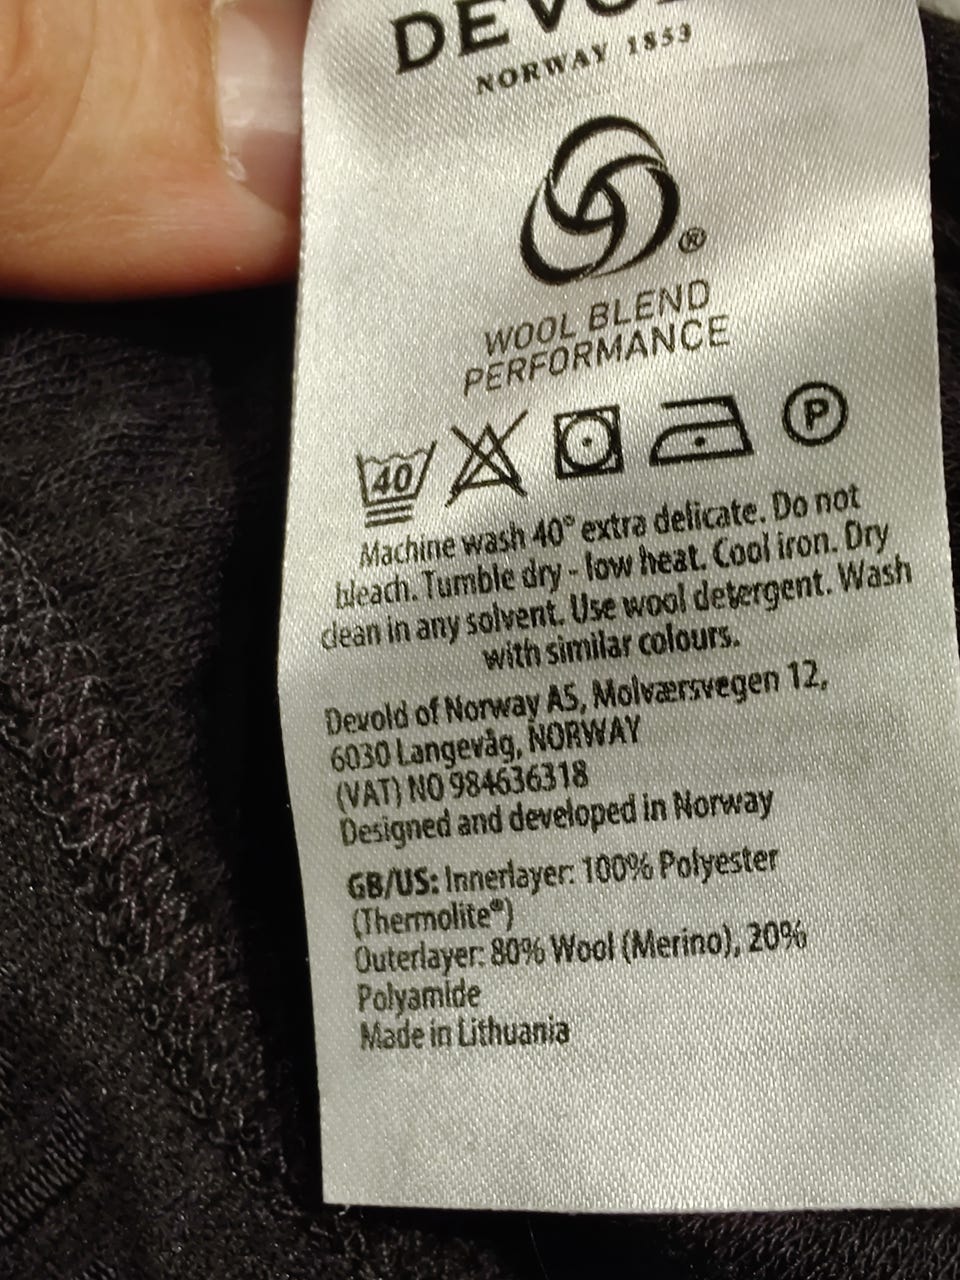 DEVOLD
NORWAY 1853
®
WOOL BLEND
PERFORMANCE
40 P
Machine wash 40° extra delicate. Do not
bleach. Tumble dry - low heat. Cool iron. Dry
clean in any solvent. Use wool detergent. Wash
with similar colours.
Devold of Norway AS, Molværsvegen 12,
6030 Langevåg, NORWAY
(VAT) NO 984636318
Designed and developed in Norway
GB/US: Innerlayer: 100% Polyester
(Thermolite®)
Outerlayer: 80% Wool (Merino), 20%
Polyamide
Made in Lithuania